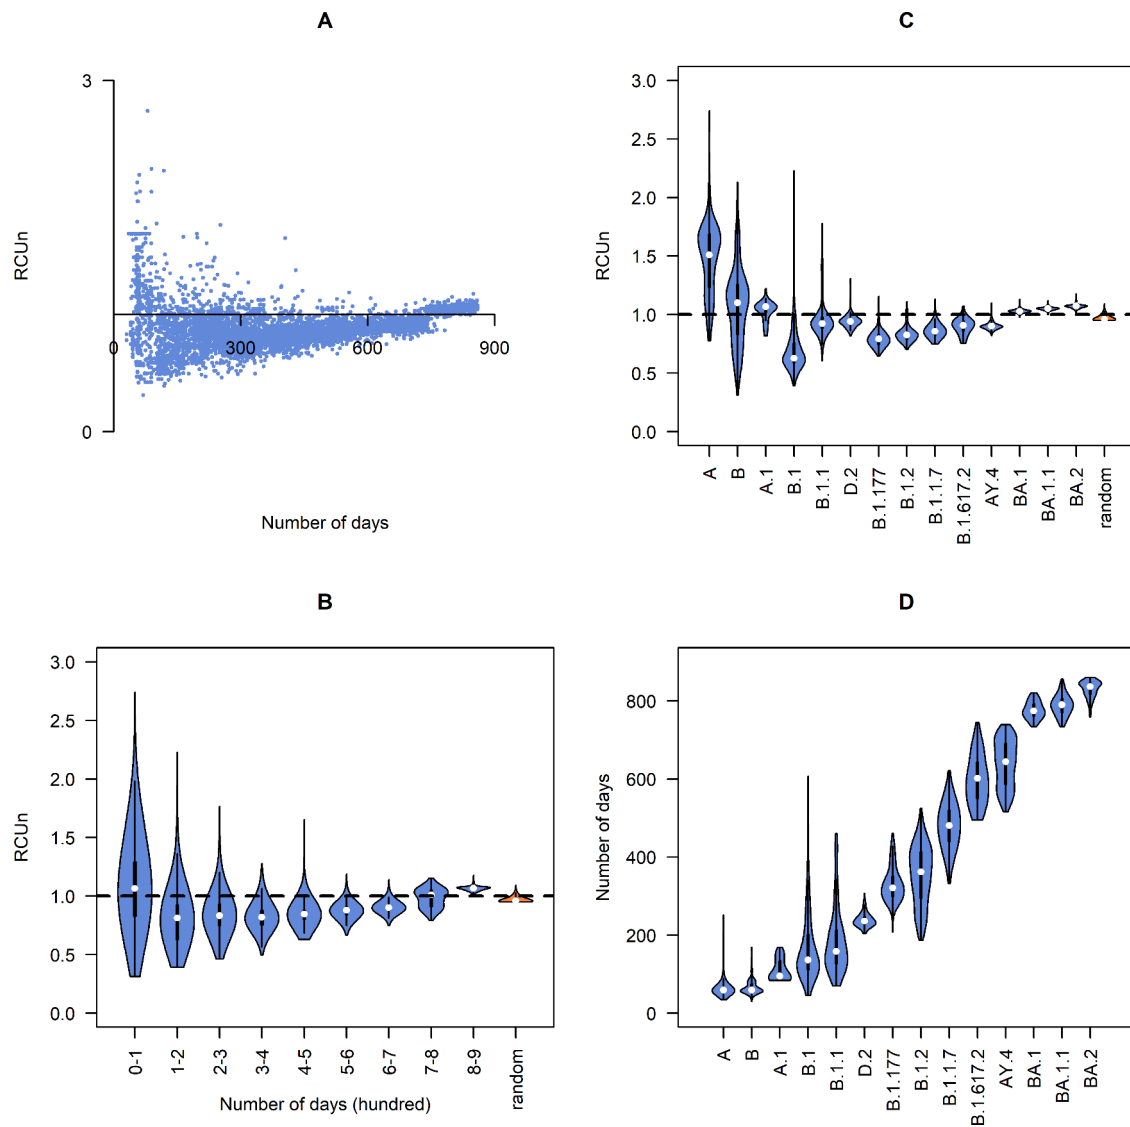 A
3
RCUn
0
0
300
600
900
Number of days
C
3.0
2.5
2.0
1.5
1.0
0.5
0.0
RCUn
A
B
A.1
B.1
B.1.1
D.2
B.1.177
B.1.2
B.1.1.7
B.1.617.2
AY.4
BA.1
BA.1.1
BA.2
random
B
3.0
2.5
2.0
1.5
1.0
0.5
0.0
RCUn
0-1
1-2
2-3
3-4
4-5
5-6
6-7
7-8
8-9
random
Number of days (hundred)
D
800
600
400
200
0
Number of days
A
B
A.1
B.1
B.1.1
D.2
B.1.177
B.1.2
B.1.1.7
B.1.617.2
AY.4
BA.1
BA.1.1
BA.2